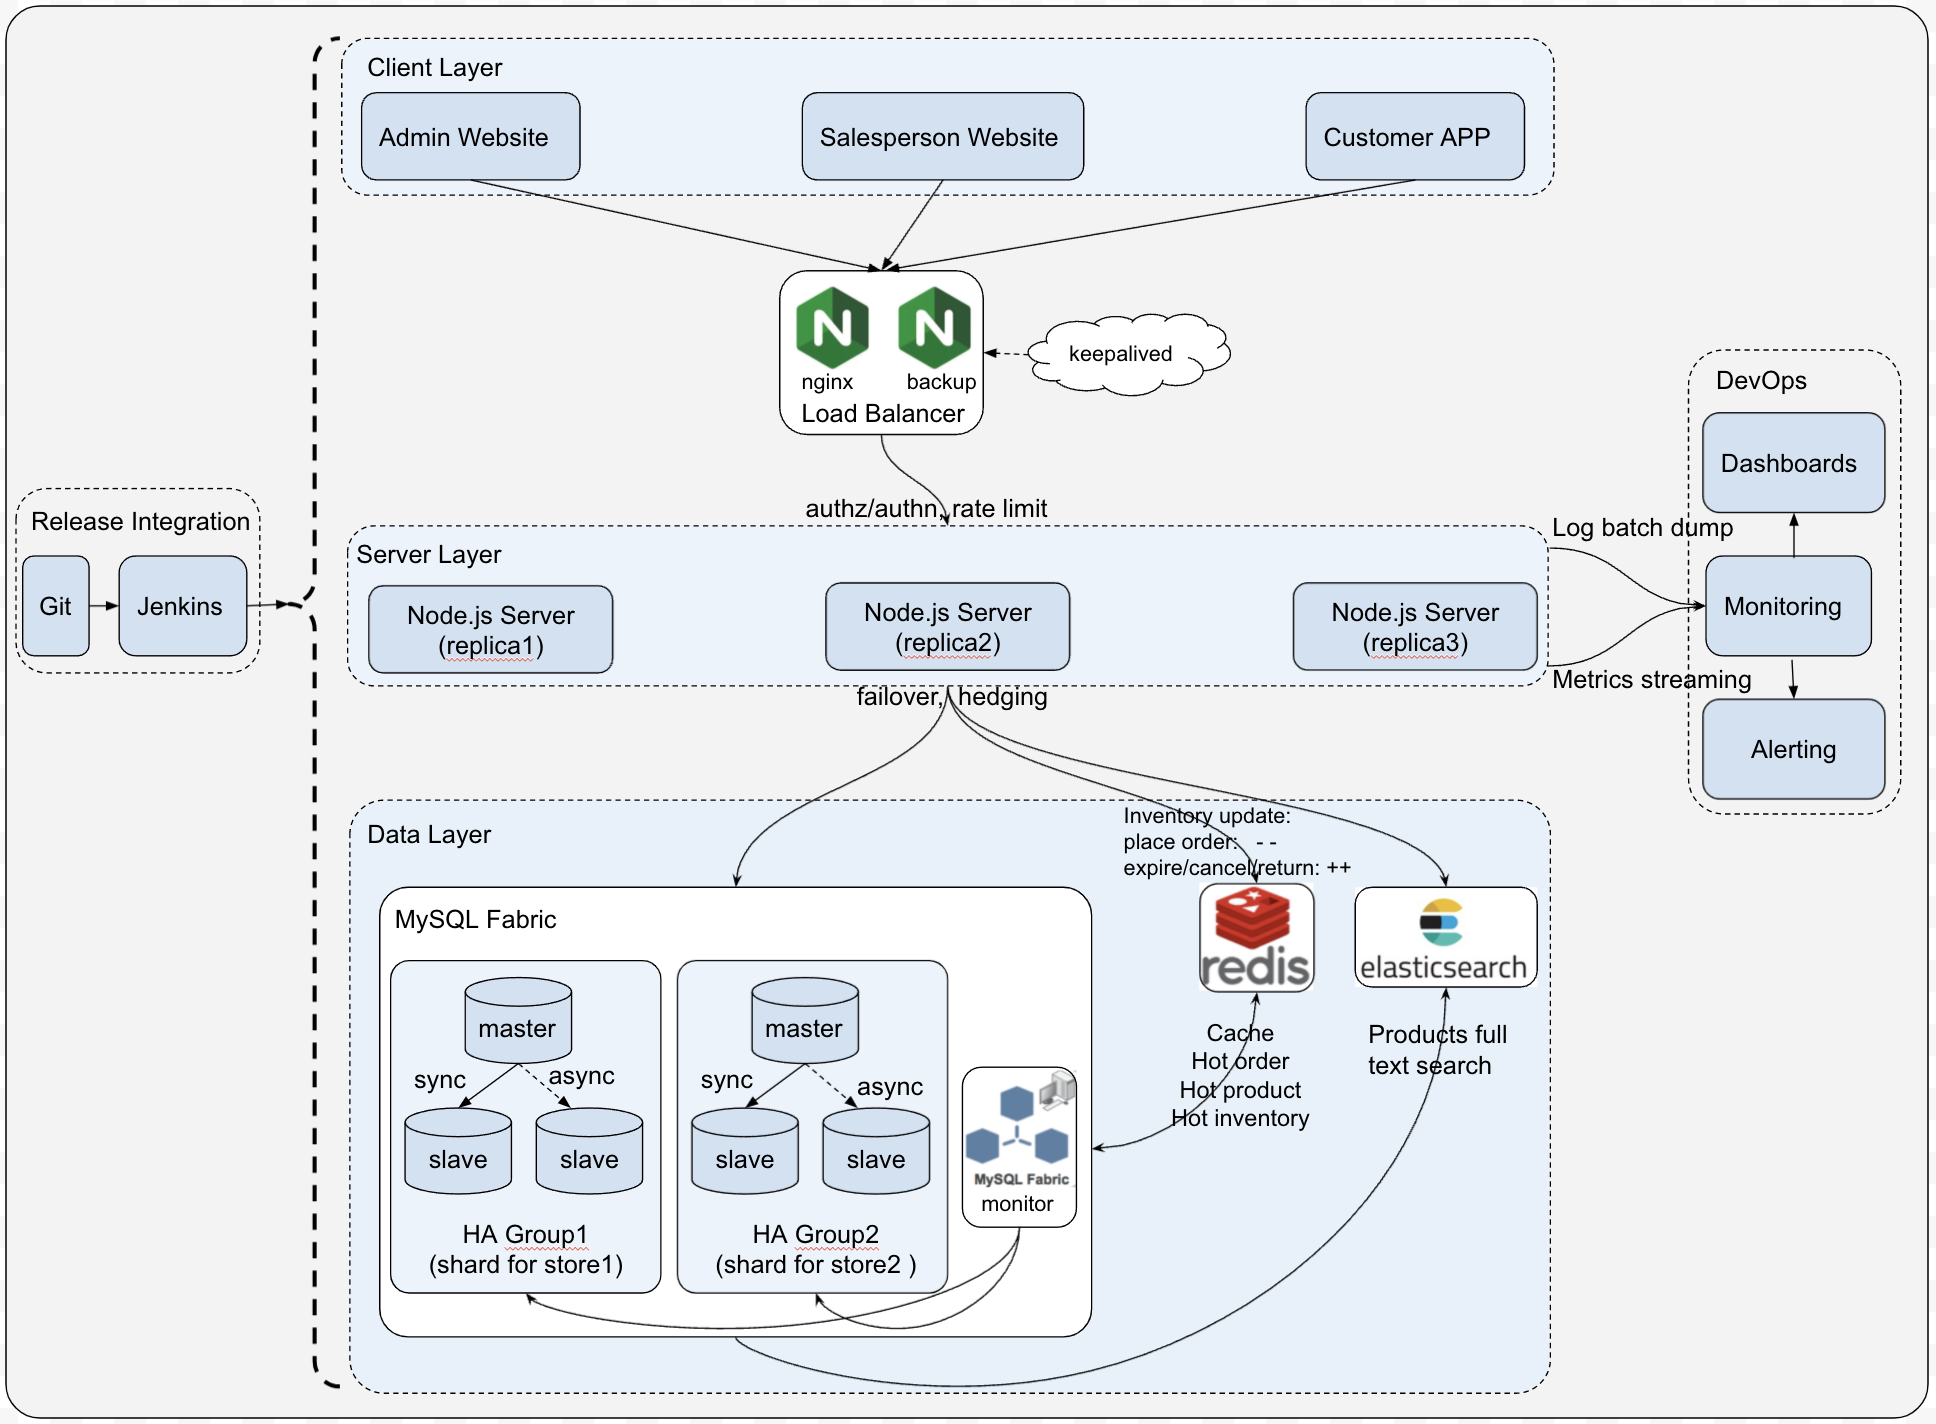 Client Layer
Admin Website
Salesperson Website
Customer APP
nginx
backup
Load Balancer
keepalived
authz/authn, rate limit
Release Integration
Git
Jenkins
Server Layer
Node.js Server
(replica1)
Node.js Server
(replica2)
Node.js Server
(replica3)
failover, hedging
Log batch dump
Metrics streaming
DevOps
Dashboards
Monitoring
Alerting
Data Layer
Inventory update:
place order: - -
expire/cancel/return: ++
MySQL Fabric
master
sync
async
slave
slave
HA Group1
(shard for store1)
master
sync
async
slave
slave
HA Group2
(shard for store2 )
MySQL Fabric
monitor
redis
Cache
Hot order
Hot product
Hot inventory
elasticsearch
Products full
text search